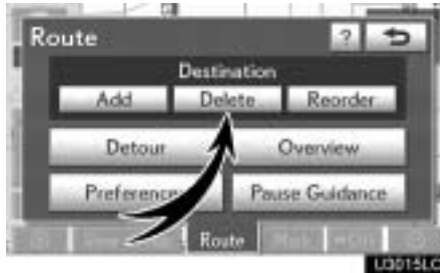 Route ?
Destination
Add Delete Reorder
Detour Overview
Preferences Pause Guidance
Route
U3015LC